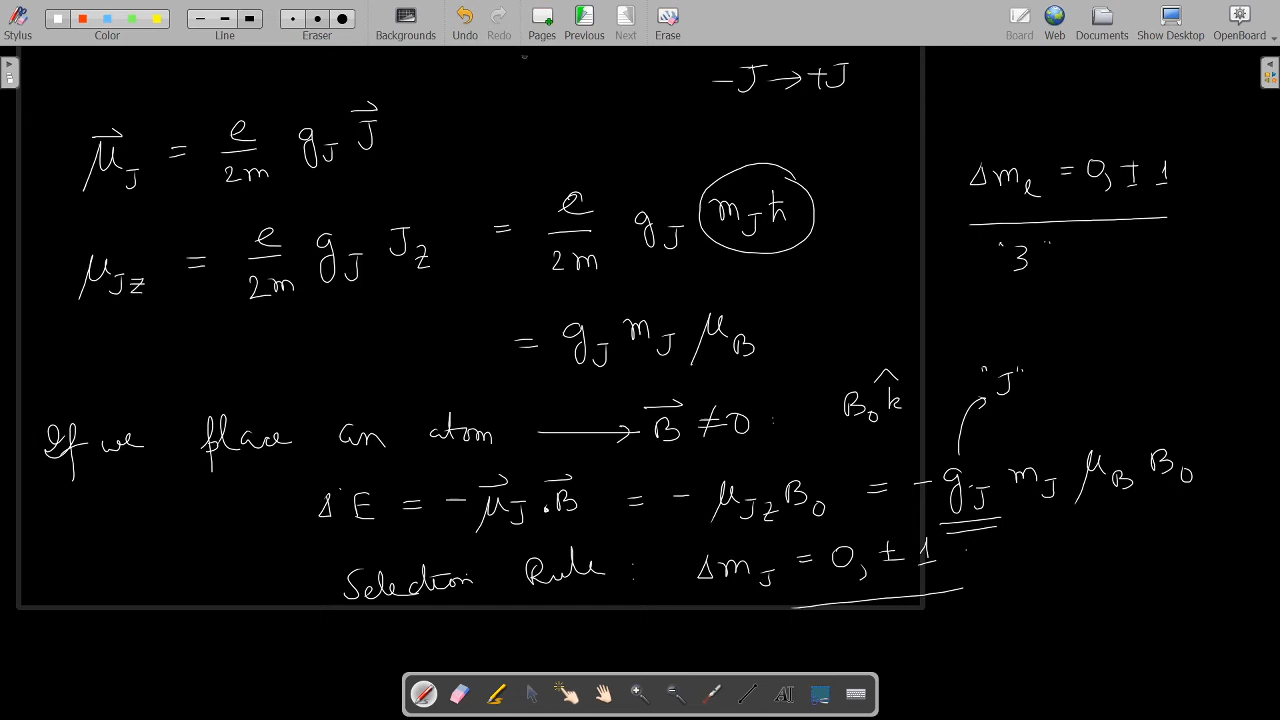 Stylus Color Line Eraser Backgrounds Undo Redo Pages Previous Next Erase Board Web Documents Show Desktop OpenBoard
-J → +J
μ⃗_J = e/2m g_J J⃗
Δm_l = 0, ± 1
μ_Jz = e/2m g_J J_z = e/2m g_J m_J ħ
"3"
= g_J m_J μ_B
"J"
If we place an atom ⟶ B⃗ ≠ 0 : B_0 k̂
ΔE = - μ⃗_J . B⃗ = - μ_Jz B_0 = - g_J m_J μ_B B_0
Selection Rule : Δm_J = 0, ± 1